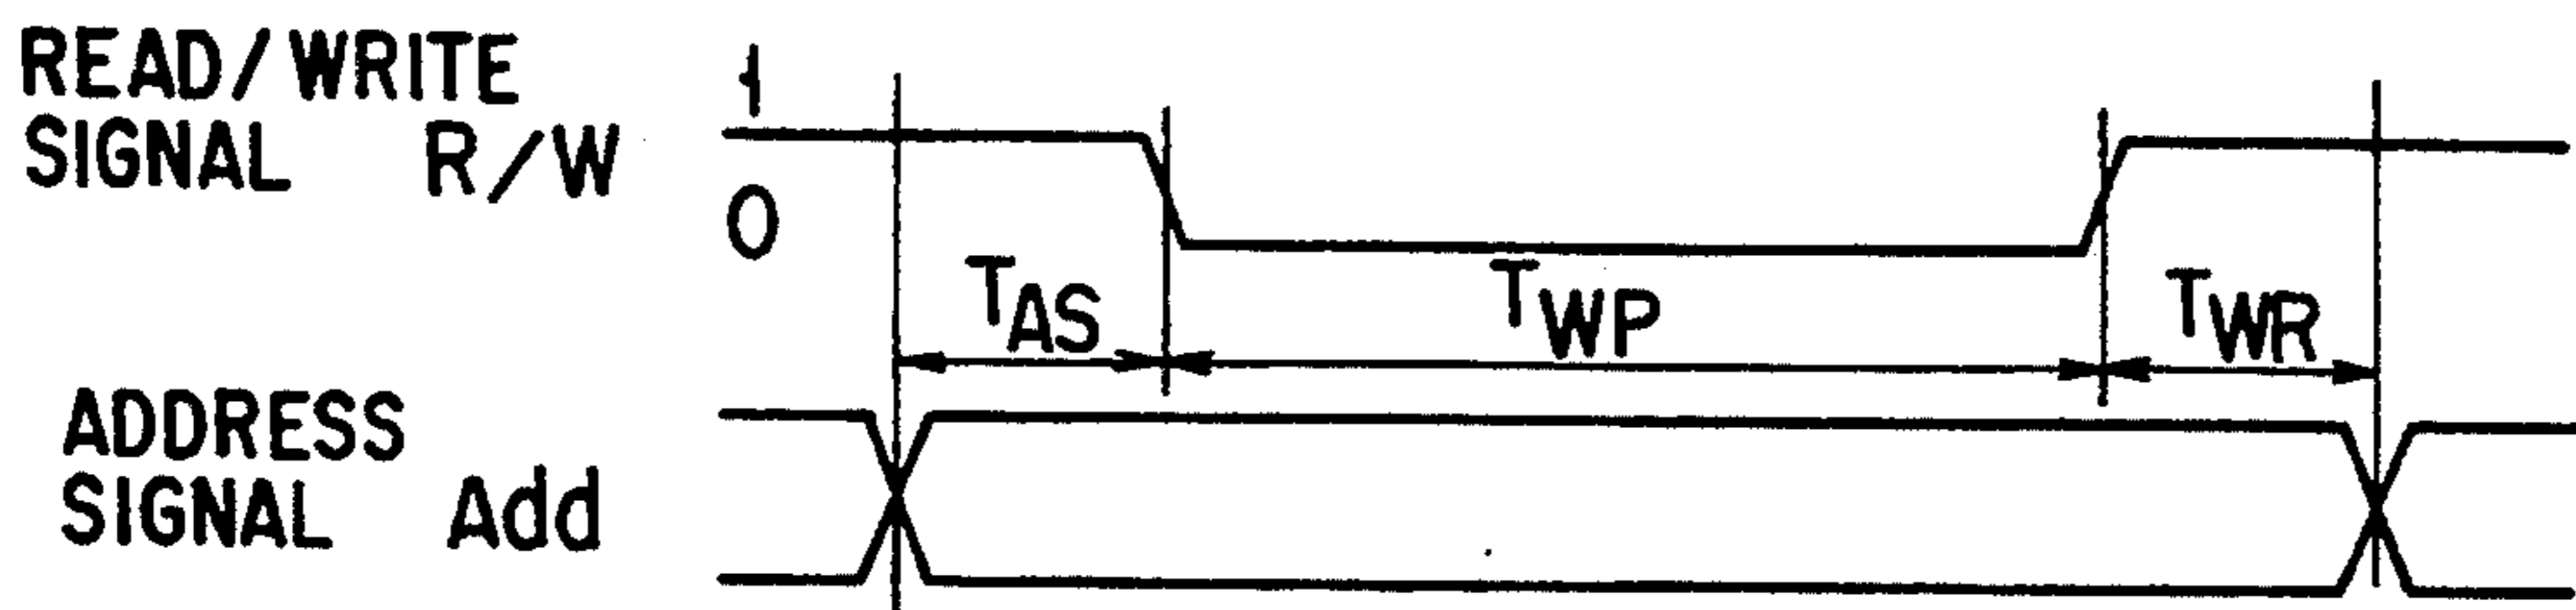 READ/WRITE
SIGNAL R/W
1
0
TAS
TWP
TWR
ADDRESS
SIGNAL Add